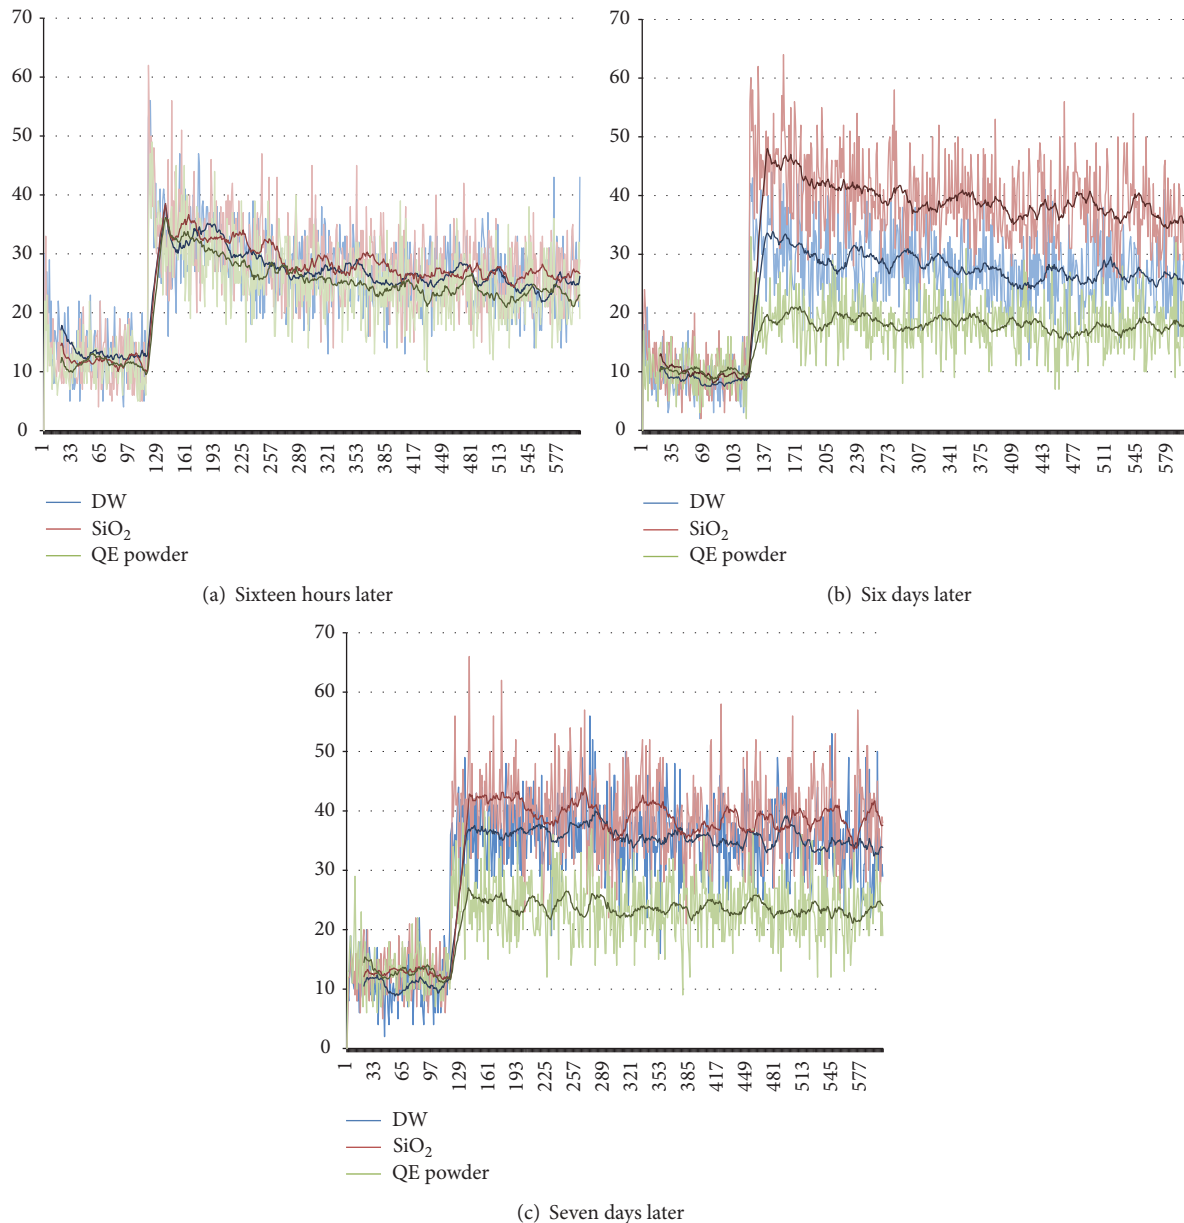 70
60
50
40
30
20
10
0
1 33 65 97 129 161 193 225 257 289 321 353 385 417 449 481 513 545 577
DW
SiO₂
QE powder
(a) Sixteen hours later
70
60
50
40
30
20
10
0
1 35 69 103 137 171 205 239 273 307 341 375 409 443 477 511 545 579
DW
SiO₂
QE powder
(b) Six days later
70
60
50
40
30
20
10
0
1 33 65 97 129 161 193 225 257 289 321 353 385 417 449 481 513 545 577
DW
SiO₂
QE powder
(c) Seven days later